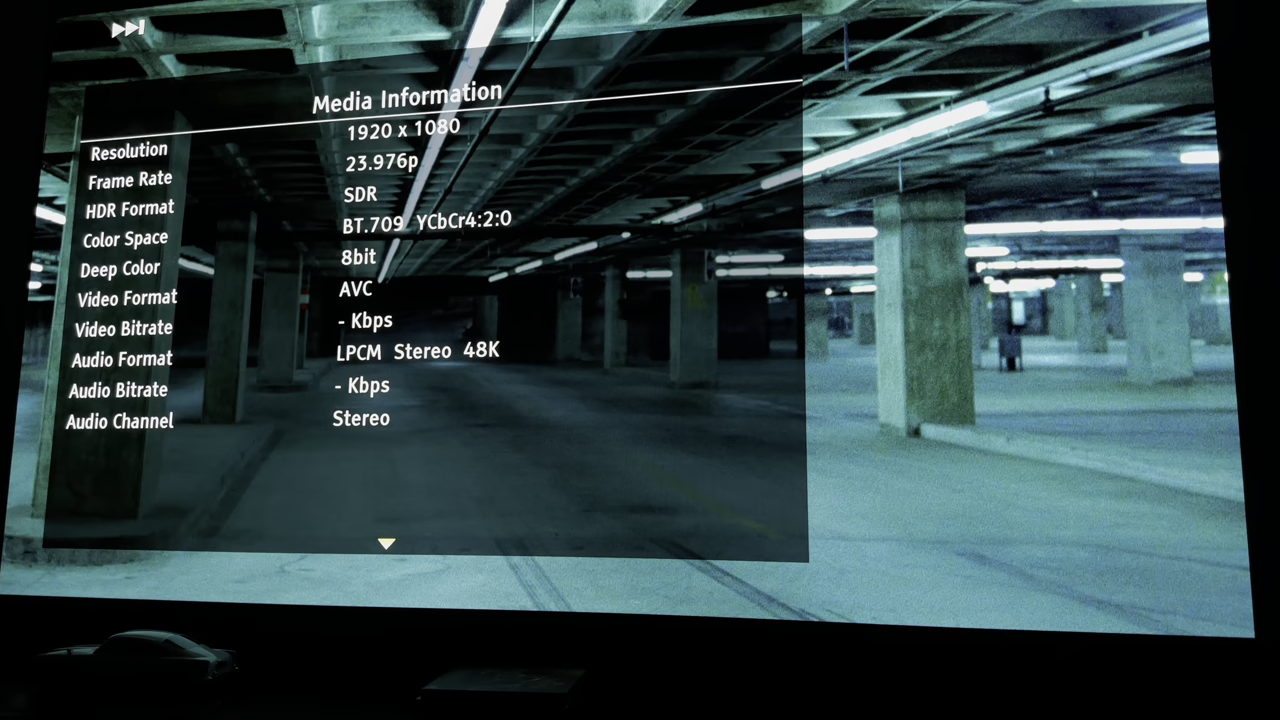 Media Information
Resolution 1920 x 1080
Frame Rate 23.976p
HDR Format SDR
Color Space BT.709 YCbCr4:2:0
Deep Color 8bit
Video Format AVC
Video Bitrate - Kbps
Audio Format LPCM Stereo 48K
Audio Bitrate - Kbps
Audio Channel Stereo